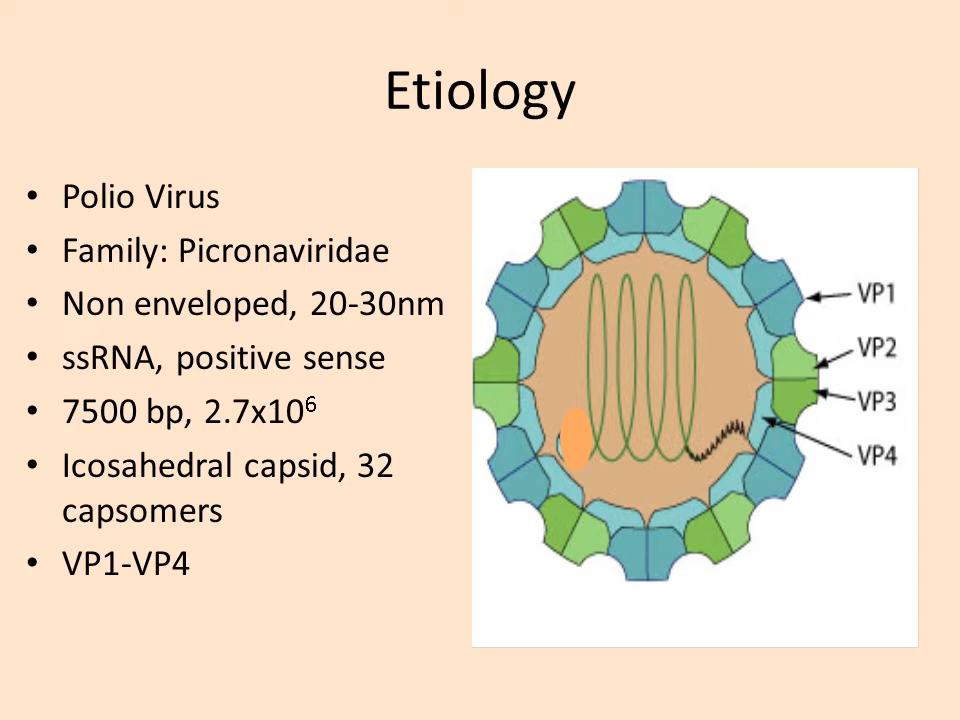 Etiology
• Polio Virus
• Family: Picronaviridae
• Non enveloped, 20-30nm
• ssRNA, positive sense
• 7500 bp, 2.7x10⁶
• Icosahedral capsid, 32
capsomers
• VP1-VP4
VP1
VP2
VP3
VP4